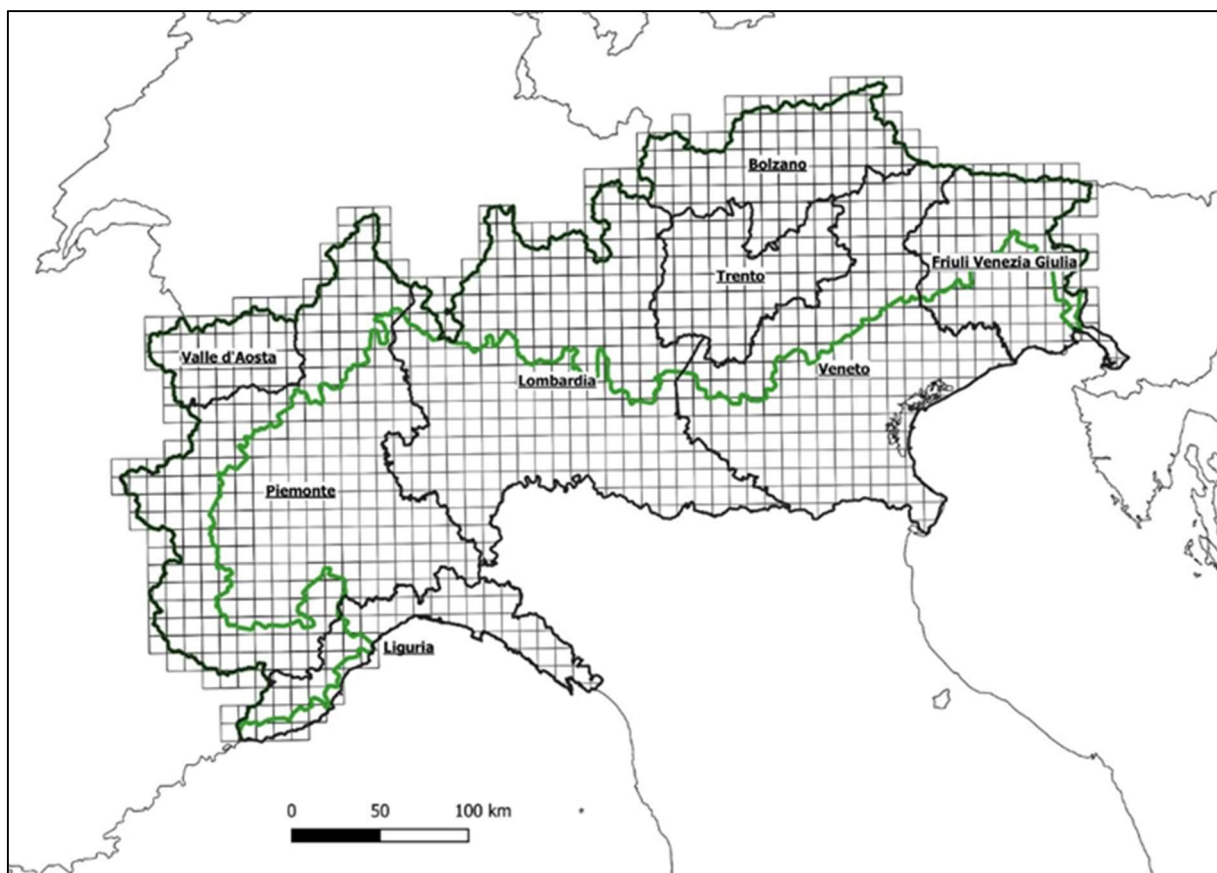 Bolzano
Friuli Venezia Giulia
Trento
Valle d'Aosta
Lombardia
Veneto
Piemonte
Liguria
0 50 100 km